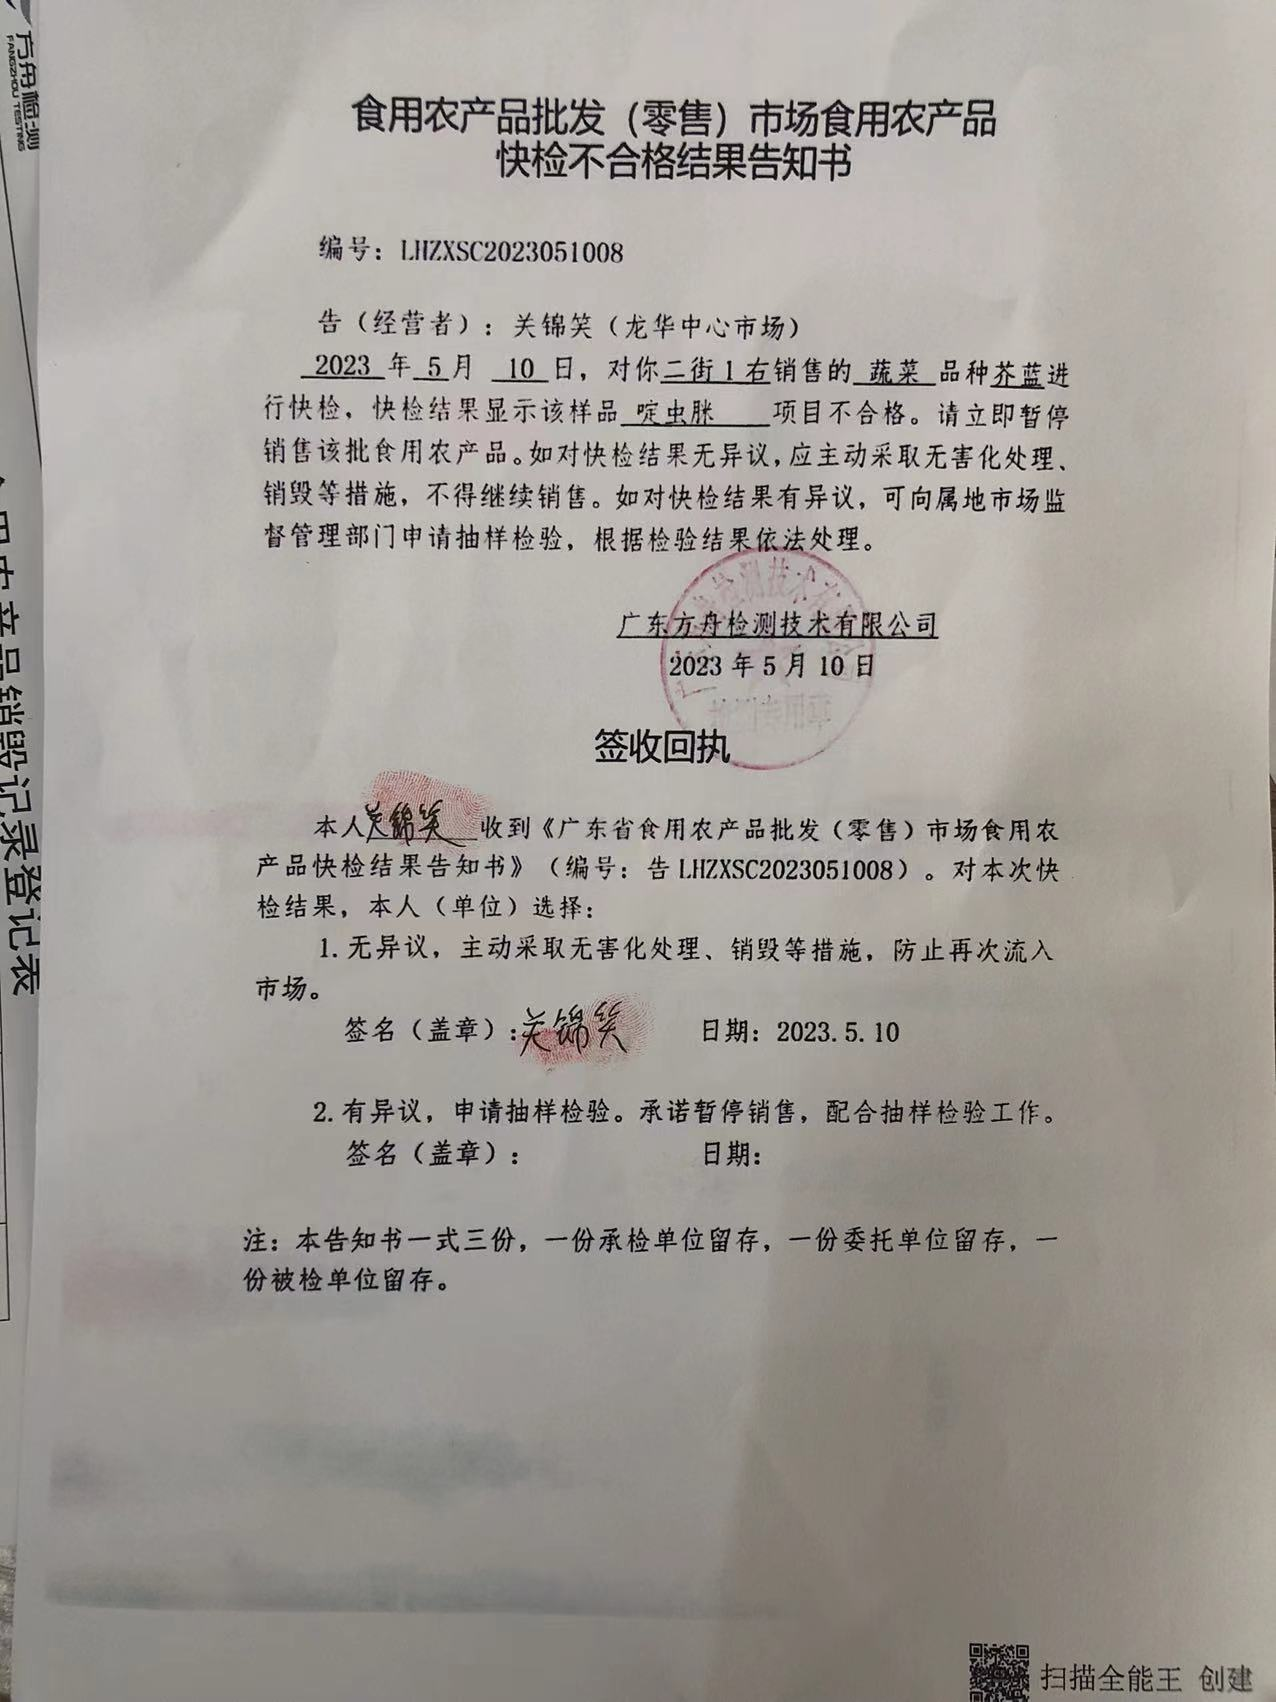 方舟检测
FANGZHOU TESTING
食用农产品批发（零售）市场食用农产品
快检不合格结果告知书
编号：LHZXSC2023051008
告（经营者）：关锦笑（龙华中心市场）
2023 年 5 月 10 日，对你二街1右销售的 蔬菜 品种芥蓝进
行快检，快检结果显示该样品 啶虫脒 项目不合格。请立即暂停
销售该批食用农产品。如对快检结果无异议，应主动采取无害化处理、
销毁等措施，不得继续销售。如对快检结果有异议，可向属地市场监
督管理部门申请抽样检验，根据检验结果依法处理。
广东方舟检测技术有限公司
2023 年 5 月 10 日
签收回执
本人关锦笑 收到《广东省食用农产品批发（零售）市场食用农
产品快检结果告知书》（编号：告 LHZXSC2023051008）。对本次快
检结果，本人（单位）选择：
1. 无异议，主动采取无害化处理、销毁等措施，防止再次流入
市场。
签名（盖章）：关锦笑 日期：2023.5.10
2. 有异议，申请抽样检验。承诺暂停销售，配合抽样检验工作。
签名（盖章）： 日期：
注：本告知书一式三份，一份承检单位留存，一份委托单位留存，一
份被检单位留存。
农产品销毁记录登记表
扫描全能王 创建